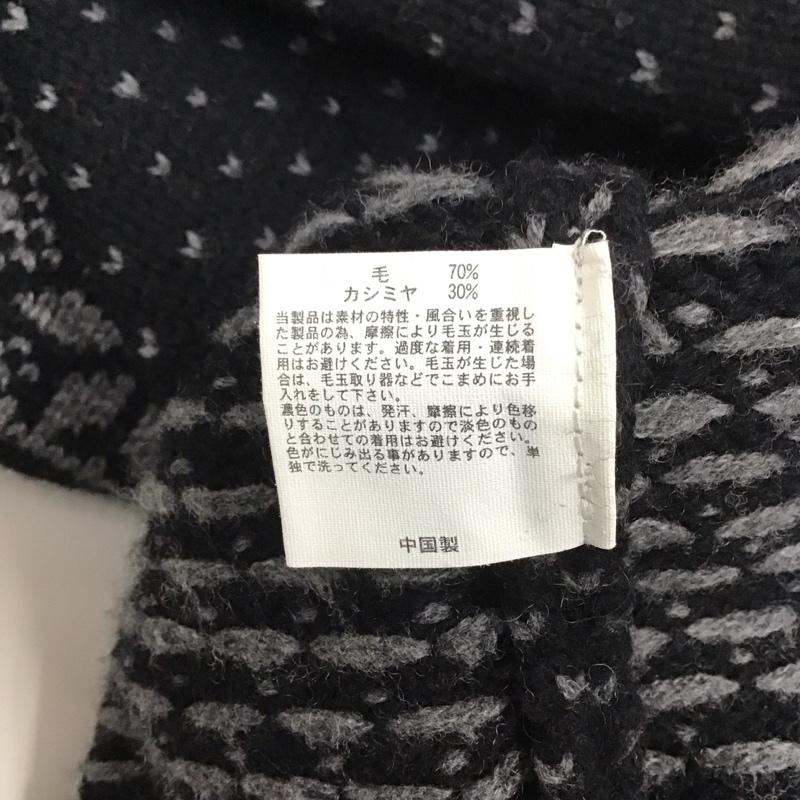 毛 70%
カシミヤ 30%
当製品は素材の特性・風合いを重視し
た製品の為、摩擦により毛玉が生じる
ことがあります。過度な着用・連続着
用はお避けください。毛玉が生じた場
合は、毛玉取り器などでこまめにお手
入れをして下さい。
濃色のものは、発汗、摩擦により色移
りすることがありますので淡色のもの
と合わせての着用はお避けください。
色がにじみ出る事がありますので、単
独で洗ってください。
中国製